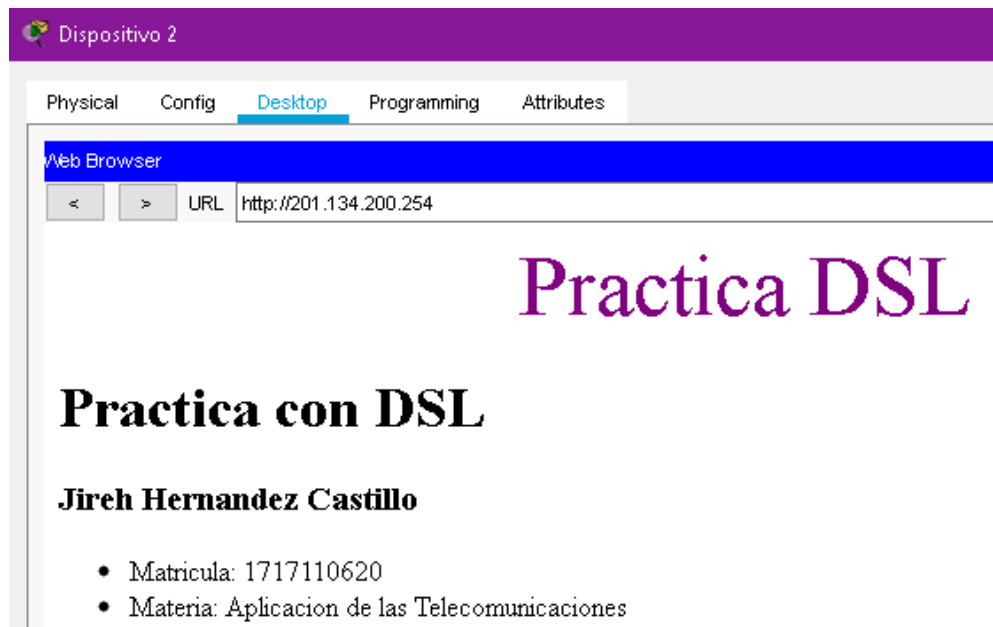 Dispositivo 2
Physical Config Desktop Programming Attributes
Web Browser
< > URL http://201.134.200.254
Practica DSL
Practica con DSL
Jireh Hernandez Castillo
• Matricula: 1717110620
• Materia: Aplicacion de las Telecomunicaciones